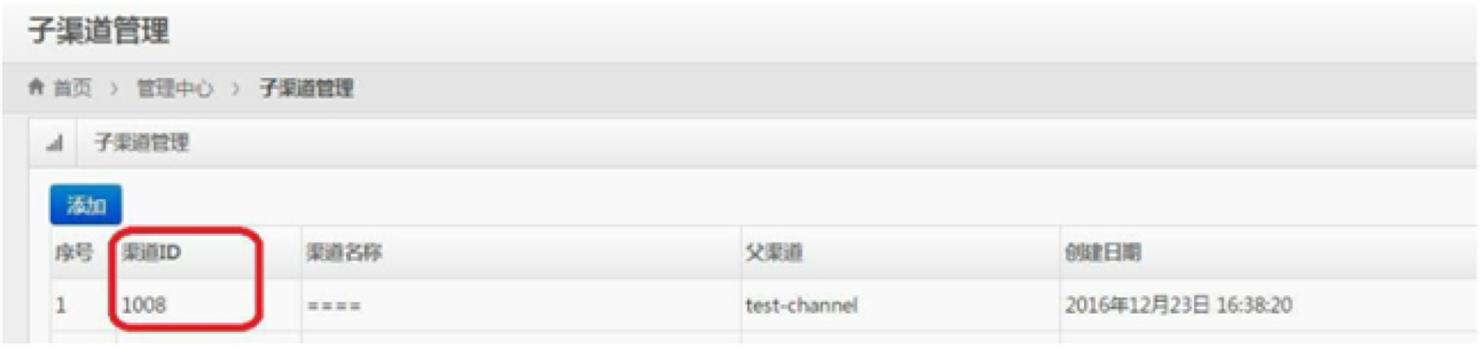 子渠道管理
首页 > 管理中心 > 子渠道管理
子渠道管理
添加
序号 渠道ID 渠道名称 父渠道 创建日期
1 1008 ==== test-channel 2016年12月23日 16:38:20